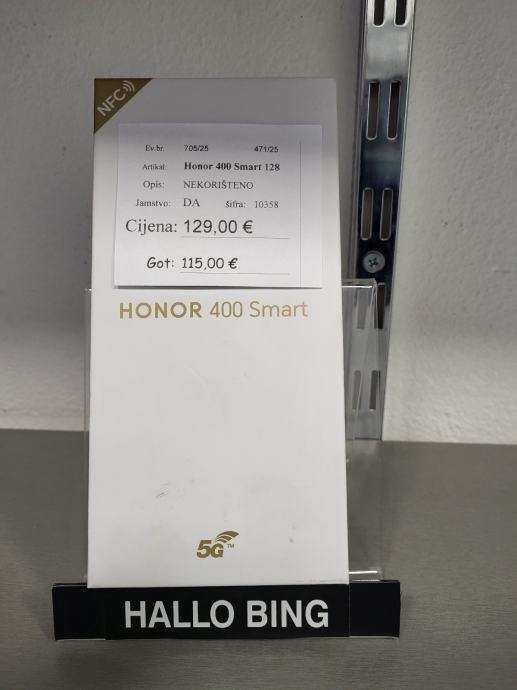 NFC
Ev.br. 705/25 471/25
Artikal: Honor 400 Smart 128
Opis: NEKORIŠTENO
Jamstvo: DA šifra: 10358
Cijena: 129,00 €
Got: 115,00 €
HONOR 400 Smart
5G™
HALLO BING